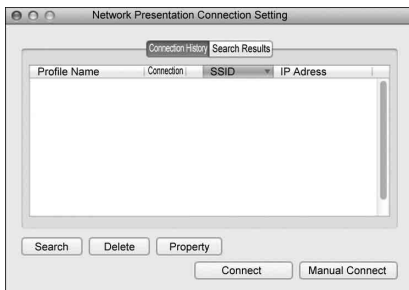 Network Presentation Connection Setting
Connection History Search Results
Profile Name Connection SSID IP Adress
Search Delete Property
Connect Manual Connect